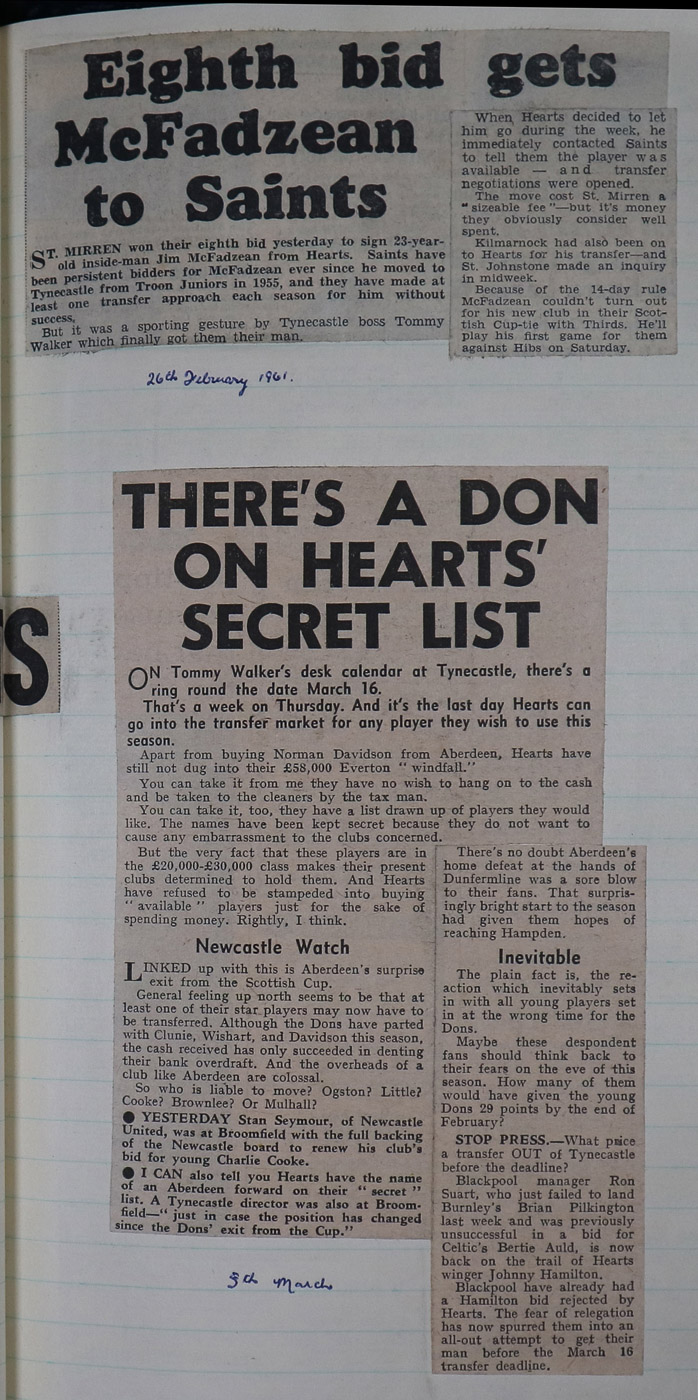 Eighth bid gets
McFadzean
to Saints
ST. MIRREN won their eighth bid yesterday to sign 23-year-
old inside-man Jim McFadzean from Hearts. Saints have
been persistent bidders for McFadzean ever since he moved to
Tynecastle from Troon Juniors in 1955, and they have made at
least one transfer approach each season for him without
success.
But it was a sporting gesture by Tynecastle boss Tommy
Walker which finally got them their man.
When Hearts decided to let
him go during the week, he
immediately contacted Saints
to tell them the player was
available — and transfer
negotiations were opened.
The move cost St. Mirren a
"sizeable fee"—but it's money
they obviously consider well
spent.
Kilmarnock had also been on
to Hearts for his transfer—and
St. Johnstone made an inquiry
in midweek.
Because of the 14-day rule
McFadzean couldn't turn out
for his new club in their Scot-
tish Cup-tie with Thirds. He'll
play his first game for them
against Hibs on Saturday.
26th February 1961.
S
THERE'S A DON
ON HEARTS'
SECRET LIST
ON Tommy Walker's desk calendar at Tynecastle, there's a
ring round the date March 16.
That's a week on Thursday. And it's the last day Hearts can
go into the transfer market for any player they wish to use this
season.
Apart from buying Norman Davidson from Aberdeen, Hearts have
still not dug into their £58,000 Everton "windfall."
You can take it from me they have no wish to hang on to the cash
and be taken to the cleaners by the tax man.
You can take it, too, they have a list drawn up of players they would
like. The names have been kept secret because they do not want to
cause any embarrassment to the clubs concerned.
But the very fact that these players are in
the £20,000-£30,000 class makes their present
clubs determined to hold them. And Hearts
have refused to be stampeded into buying
"available" players just for the sake of
spending money. Rightly, I think.
Newcastle Watch
LINKED up with this is Aberdeen's surprise
exit from the Scottish Cup.
General feeling up north seems to be that at
least one of their star players may now have to
be transferred. Although the Dons have parted
with Clunie, Wishart, and Davidson this season,
the cash received has only succeeded in denting
their bank overdraft. And the overheads of a
club like Aberdeen are colossal.
So who is liable to move? Ogston? Little?
Cooke? Brownlee? Or Mulhall?
● YESTERDAY Stan Seymour, of Newcastle
United, was at Broomfield with the full backing
of the Newcastle board to renew his club's
bid for young Charlie Cooke.
● I CAN also tell you Hearts have the name
of an Aberdeen forward on their "secret"
list. A Tynecastle director was also at Broom-
field—"just in case the position has changed
since the Dons' exit from the Cup."
There's no doubt Aberdeen's
home defeat at the hands of
Dunfermline was a sore blow
to their fans. That surpris-
ingly bright start to the season
had given them hopes of
reaching Hampden.
Inevitable
The plain fact is, the re-
action which inevitably sets
in with all young players set
in at the wrong time for the
Dons.
Maybe these despondent
fans should think back to
their fears on the eve of this
season. How many of them
would have given the young
Dons 29 points by the end of
February?
STOP PRESS.—What price
a transfer OUT of Tynecastle
before the deadline?
Blackpool manager Ron
Suart, who just failed to land
Burnley's Brian Pilkington
last week and was previously
unsuccessful in a bid for
Celtic's Bertie Auld, is now
back on the trail of Hearts
winger Johnny Hamilton.
Blackpool have already had
a Hamilton bid rejected by
Hearts. The fear of relegation
has now spurred them into an
all-out attempt to get their
man before the March 16
transfer deadline.
5th March